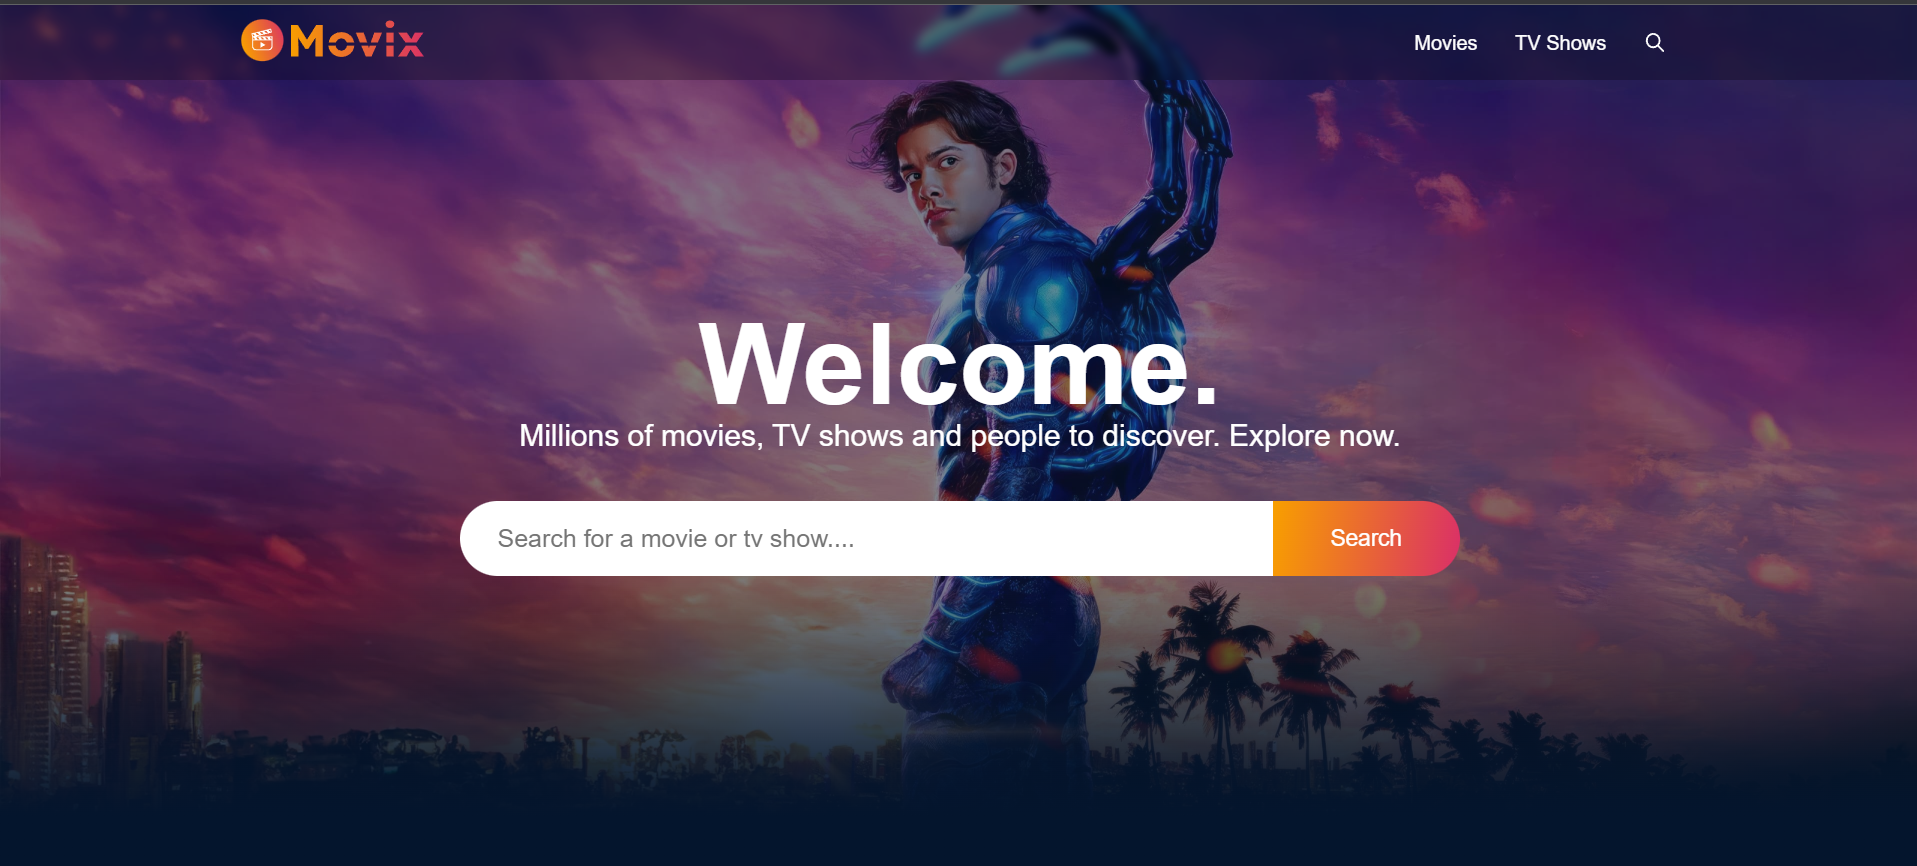 Movix
Movies
TV Shows
Welcome.
Millions of movies, TV shows and people to discover. Explore now.
Search for a movie or tv show....
Search